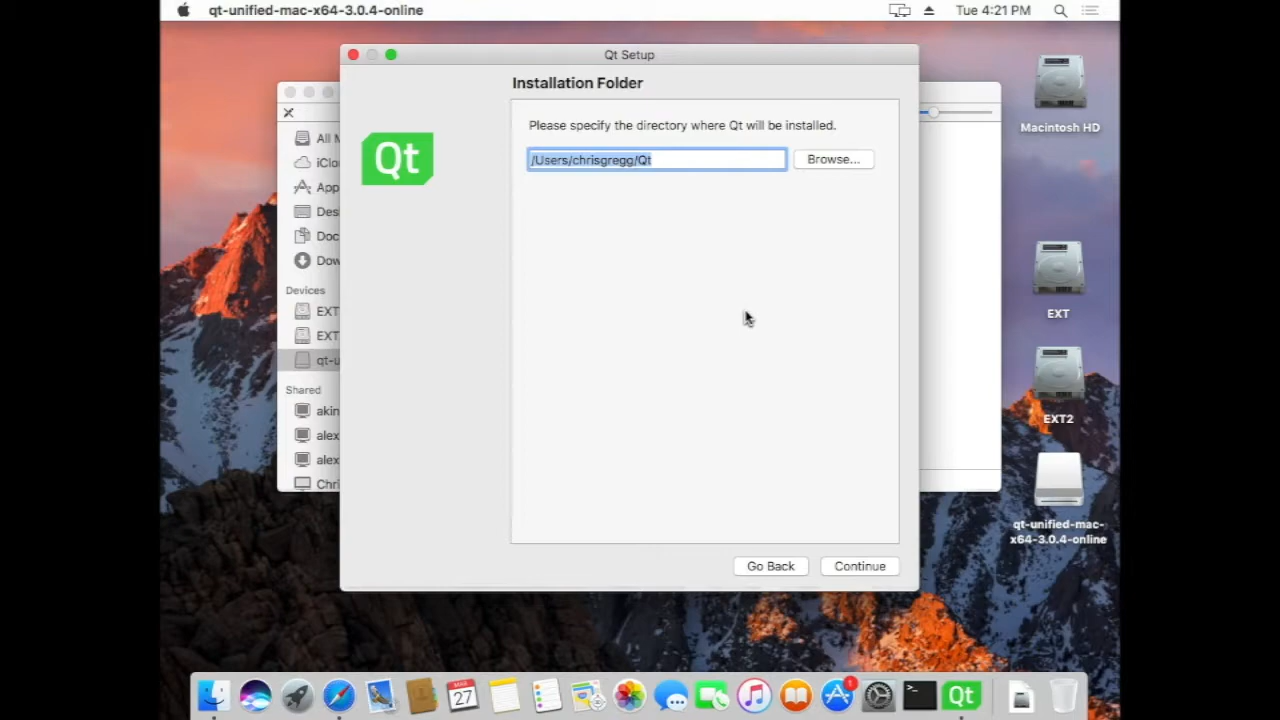 qt-unified-mac-x64-3.0.4-online
Tue 4:21 PM
Qt Setup
Installation Folder
Please specify the directory where Qt will be installed.
/Users/chrisgregg/Qt
Browse...
Qt
Go Back
Continue
All M
iClo
App
Des
Doc
Dow
Devices
EXT
EXT
qt-u
Shared
akin
alex
alex
Chri
Macintosh HD
EXT
EXT2
qt-unified-mac-
x64-3.0.4-online
MAR
27
1
Qt